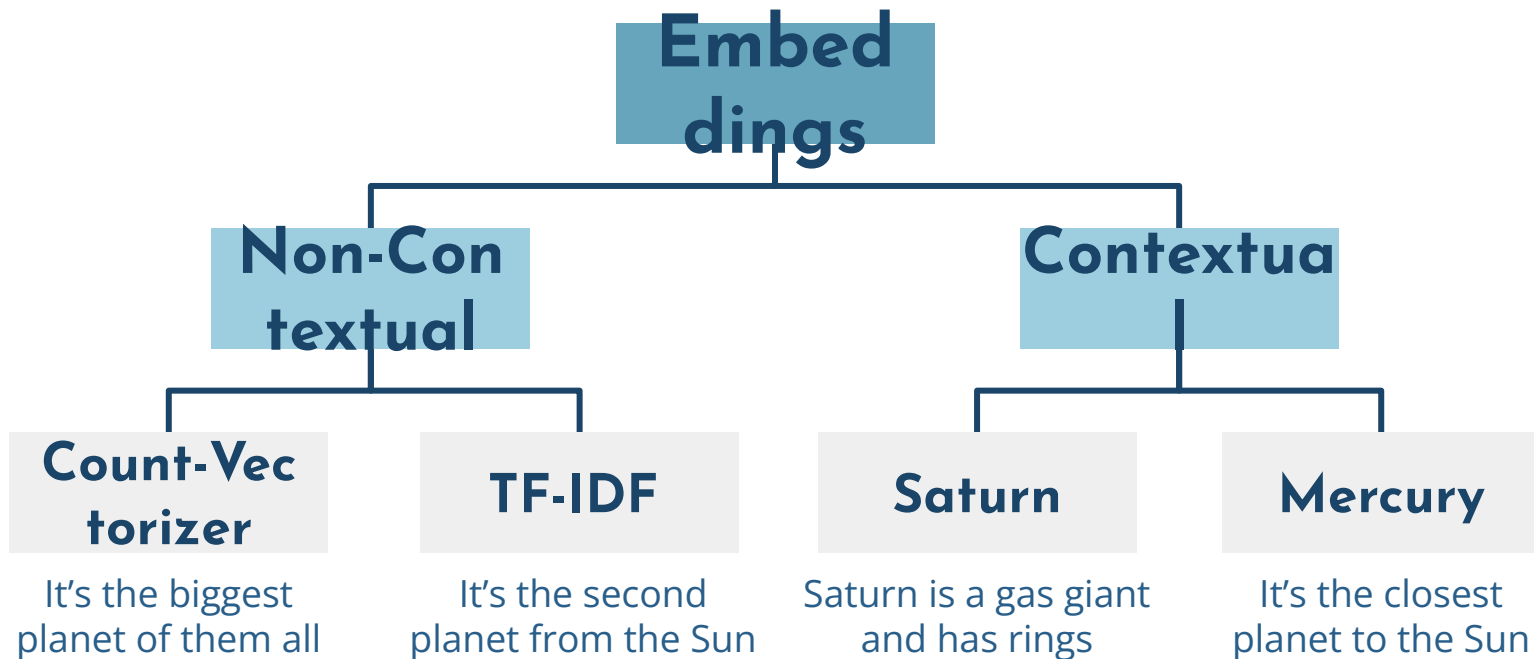 Embed
dings
Non-Con
textual
Contextua
l
Count-Vec
torizer
TF-IDF
Saturn
Mercury
It’s the biggest
planet of them all
It’s the second
planet from the Sun
Saturn is a gas giant
and has rings
It’s the closest
planet to the Sun